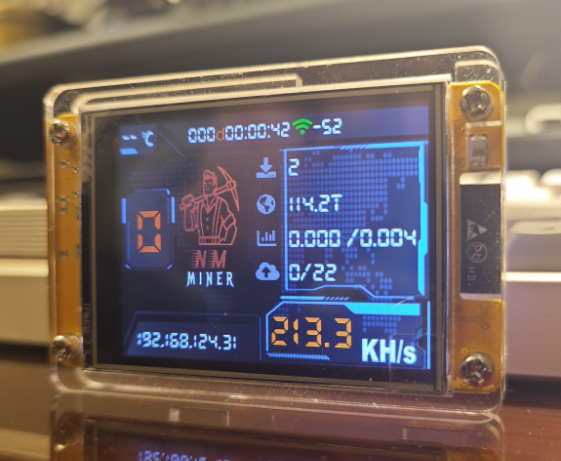 -- °C 000d00:00:42 -52
2
114.2T
0
0.000 /0.004
NM
MINER
0/22
192.168.124.31
213.3 KH/s